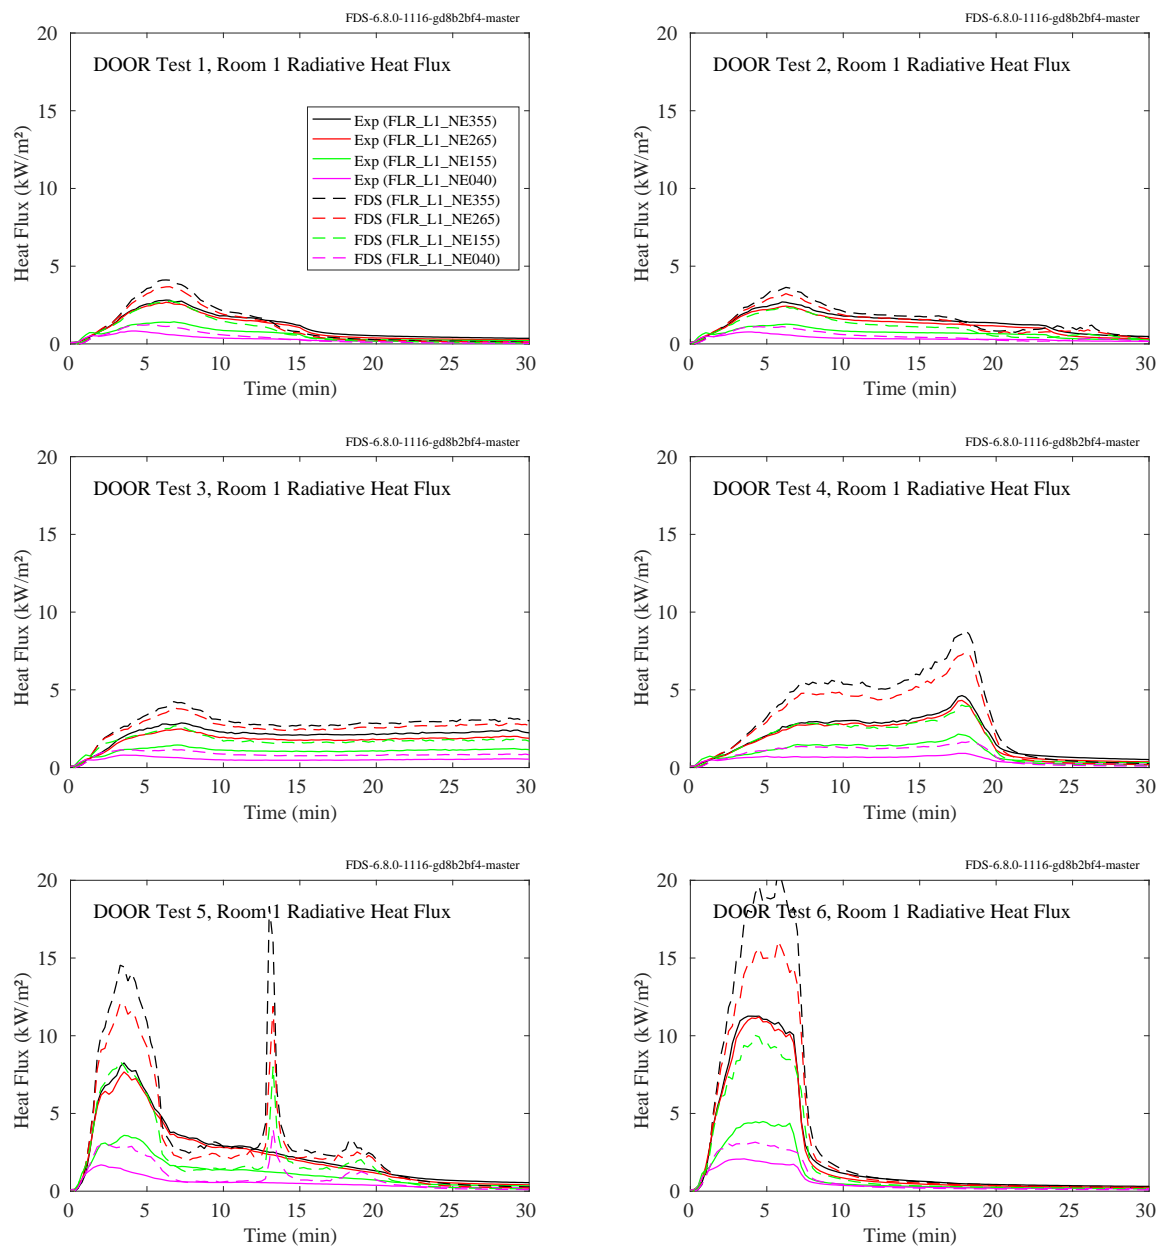 FDS-6.8.0-1116-gd8b2bf4-master
DOOR Test 1, Room 1 Radiative Heat Flux
Heat Flux (kW/m²)
20
15
10
5
0
Exp (FLR_L1_NE355)
Exp (FLR_L1_NE265)
Exp (FLR_L1_NE155)
Exp (FLR_L1_NE040)
FDS (FLR_L1_NE355)
FDS (FLR_L1_NE265)
FDS (FLR_L1_NE155)
FDS (FLR_L1_NE040)
0 5 10 15 20 25 30
Time (min)
FDS-6.8.0-1116-gd8b2bf4-master
DOOR Test 2, Room 1 Radiative Heat Flux
Heat Flux (kW/m²)
20
15
10
5
0
0 5 10 15 20 25 30
Time (min)
FDS-6.8.0-1116-gd8b2bf4-master
DOOR Test 3, Room 1 Radiative Heat Flux
Heat Flux (kW/m²)
20
15
10
5
0
0 5 10 15 20 25 30
Time (min)
FDS-6.8.0-1116-gd8b2bf4-master
DOOR Test 4, Room 1 Radiative Heat Flux
Heat Flux (kW/m²)
20
15
10
5
0
0 5 10 15 20 25 30
Time (min)
FDS-6.8.0-1116-gd8b2bf4-master
DOOR Test 5, Room 1 Radiative Heat Flux
Heat Flux (kW/m²)
20
15
10
5
0
0 5 10 15 20 25 30
Time (min)
FDS-6.8.0-1116-gd8b2bf4-master
DOOR Test 6, Room 1 Radiative Heat Flux
Heat Flux (kW/m²)
20
15
10
5
0
0 5 10 15 20 25 30
Time (min)